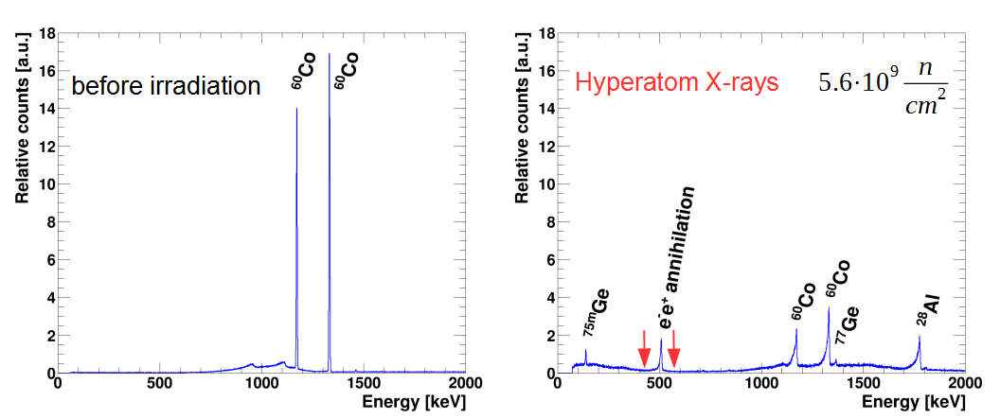 before irradiation
⁶⁰Co
⁶⁰Co
Relative counts [a.u.]
18
16
14
12
10
8
6
4
2
0
0 500 1000 1500 2000
Energy [keV]
Hyperatom X-rays
5.6·10⁹ n/cm²
Relative counts [a.u.]
18
16
14
12
10
8
6
4
2
0
⁷⁵ᵐGe
e⁻e⁺ annihilation
⁶⁰Co
⁶⁰Co
⁷⁷Ge
²⁸Al
0 500 1000 1500 2000
Energy [keV]